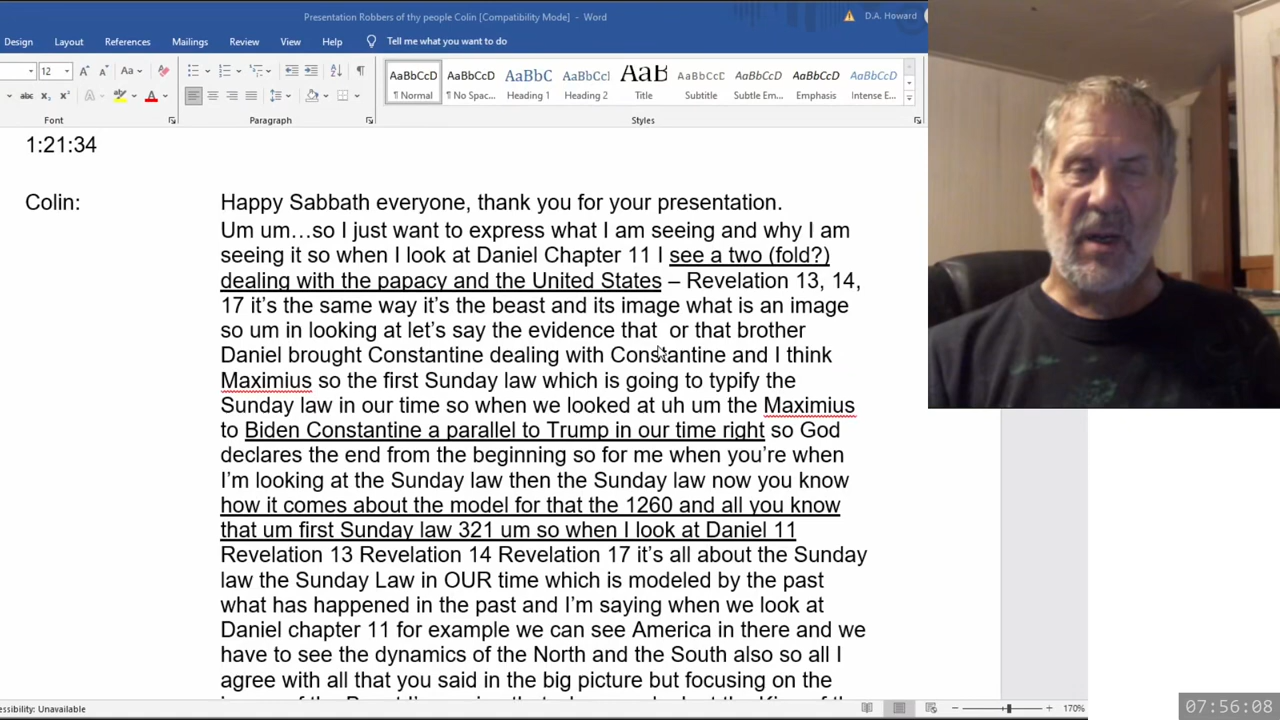 Presentation Robbers of thy people Colin [Compatibility Mode] - Word
D.A. Howard
Design Layout References Mailings Review View Help Tell me what you want to do
12 Aa
AaBbCcD AaBbCcD AaBbC AaBbCcI AaB AaBbCcD AaBbCcD AaBbCcD AaBbCcD
¶ Normal ¶ No Spac... Heading 1 Heading 2 Title Subtitle Subtle Em... Emphasis Intense E...
Font Paragraph Styles
1:21:34
Colin: Happy Sabbath everyone, thank you for your presentation.
Um um…so I just want to express what I am seeing and why I am
seeing it so when I look at Daniel Chapter 11 I see a two (fold?)
dealing with the papacy and the United States – Revelation 13, 14,
17 it's the same way it's the beast and its image what is an image
so um in looking at let's say the evidence that or that brother
Daniel brought Constantine dealing with Constantine and I think
Maximius so the first Sunday law which is going to typify the
Sunday law in our time so when we looked at uh um the Maximius
to Biden Constantine a parallel to Trump in our time right so God
declares the end from the beginning so for me when you're when
I'm looking at the Sunday law then the Sunday law now you know
how it comes about the model for that the 1260 and all you know
that um first Sunday law 321 um so when I look at Daniel 11
Revelation 13 Revelation 14 Revelation 17 it's all about the Sunday
law the Sunday Law in OUR time which is modeled by the past
what has happened in the past and I'm saying when we look at
Daniel chapter 11 for example we can see America in there and we
have to see the dynamics of the North and the South also so all I
agree with all that you said in the big picture but focusing on the
ssibility: Unavailable
170%
07:56:08